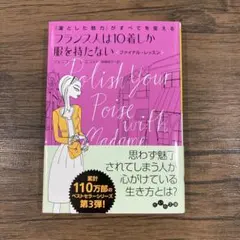 「凛とした魅力」がすべてを変える
フランス人は10着しか
服を持たない
ファイナル・レッスン
Polish Your
Poise with
Madame
思わず魅了
されてしまう人が
心がけている
生き方とは?
累計
110万部の
ベストセラーシリーズ
第3弾!